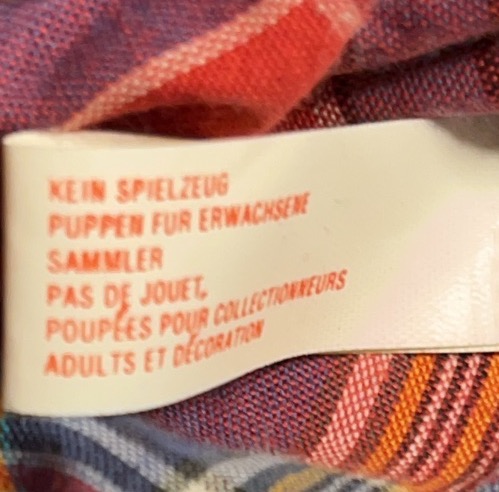 KEIN SPIELZEUG
PUPPEN FUR ERWACHSENE
SAMMLER
PAS DE JOUET,
POUPÉES POUR COLLECTIONNEURS
ADULTS ET DÉCORATION